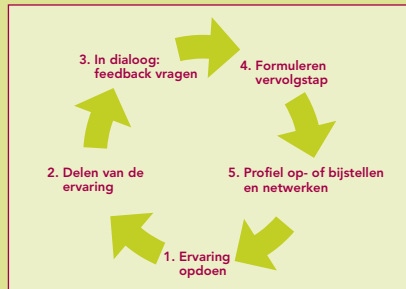 3. In dialoog:
feedback vragen
4. Formuleren
vervolgstap
2. Delen van de
ervaring
5. Profiel op- of bijstellen
en netwerken
1. Ervaring
opdoen